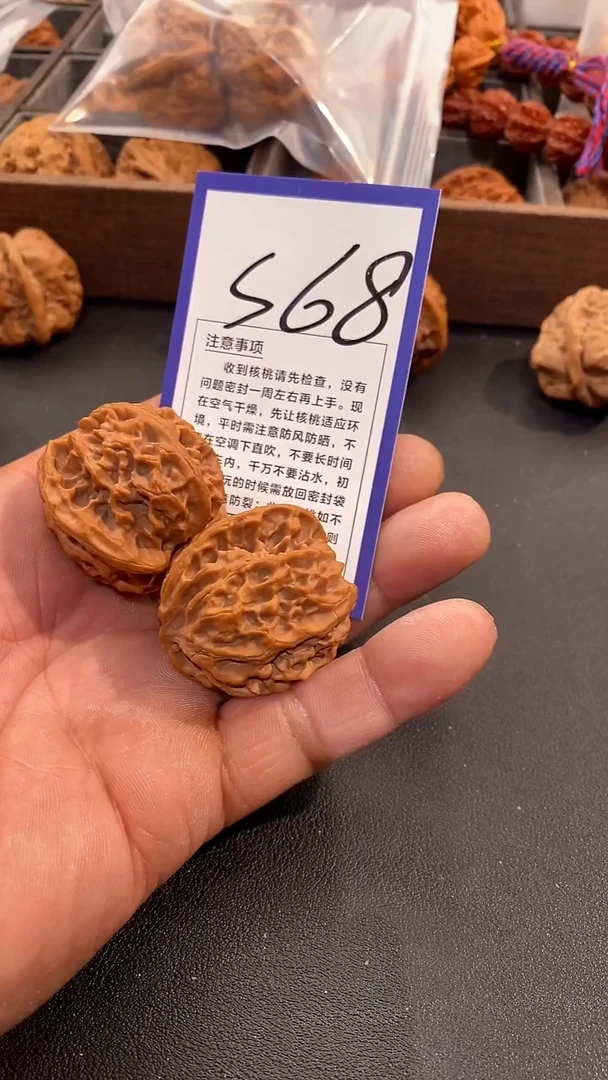 568
注意事项
收到核桃请先检查，没有
问题密封一周左右再上手。现
在空气干燥，先让核桃适应环
境，平时需注意防风防晒，不
在空调下直吹，不要长时间
内，千万不要沾水，初
玩的时候需放回密封袋
防裂；
如不
则